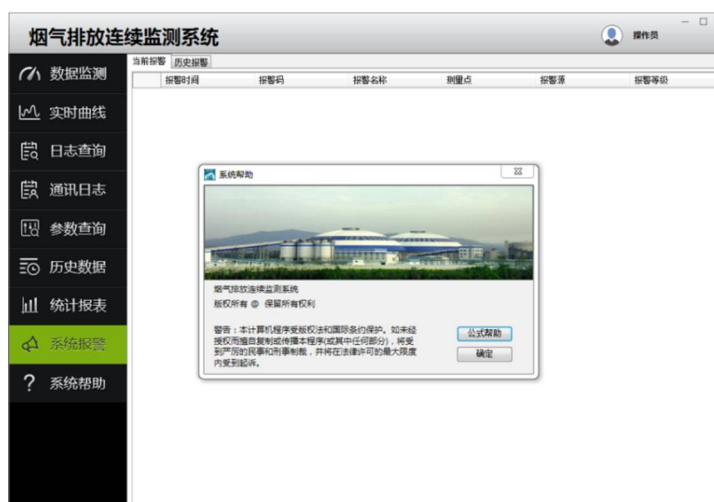 烟气排放连续监测系统
操作员
数据监测
实时曲线
日志查询
通讯日志
参数查询
历史数据
统计报表
系统报警
? 系统帮助
当前报警 历史报警
报警时间 报警码 报警名称 测量点 报警源 报警等级
系统帮助
烟气排放连续监测系统
版权所有 @ 保留所有权利
警告：本计算机程序受版权法和国际条约保护。如未经
授权而擅自复制或传播本程序(或其中任何部分)，将受
到严厉的民事和刑事制裁，并将在法律许可的最大限度
内受到起诉。
公式帮助
确定